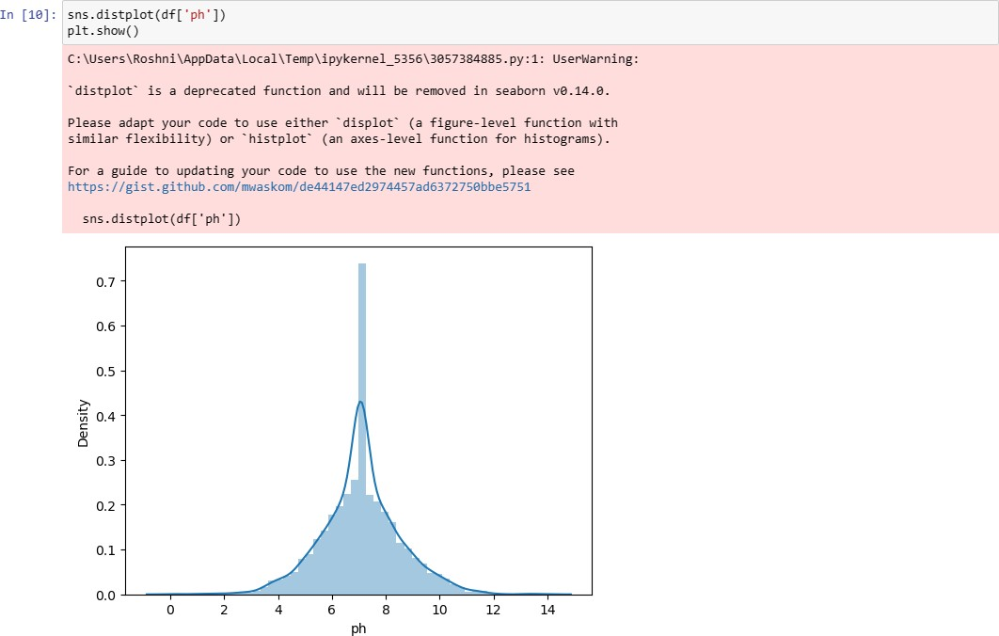 In [10]: sns.distplot(df['ph'])
plt.show()
C:\Users\Roshni\AppData\Local\Temp\ipykernel_5356\3057384885.py:1: UserWarning:
`distplot` is a deprecated function and will be removed in seaborn v0.14.0.
Please adapt your code to use either `displot` (a figure-level function with
similar flexibility) or `histplot` (an axes-level function for histograms).
For a guide to updating your code to use the new functions, please see
https://gist.github.com/mwaskom/de44147ed2974457ad6372750bbe5751
sns.distplot(df['ph'])
0.7
0.6
0.5
0.4
0.3
0.2
0.1
0.0
Density
0 2 4 6 8 10 12 14
ph